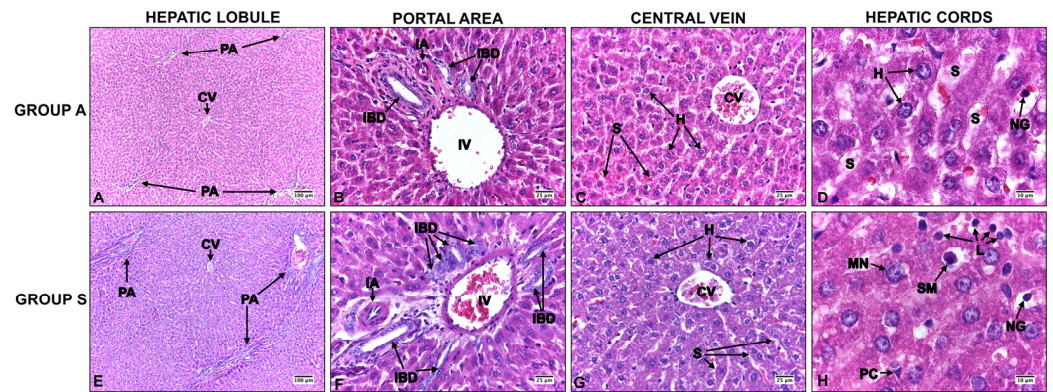 HEPATIC LOBULE
PORTAL AREA
CENTRAL VEIN
HEPATIC CORDS
GROUP A
PA
CV
PA
A
100 µm
IA
IBD
IBD
IV
B
25 µm
CV
S
H
C
25 µm
H
S
NG
S
S
D
10 µm
GROUP S
CV
PA
PA
E
100 µm
IBD
IA
IV
IBD
IBD
F
25 µm
H
CV
S
G
25 µm
L
MN
SM
NG
PC
H
10 µm